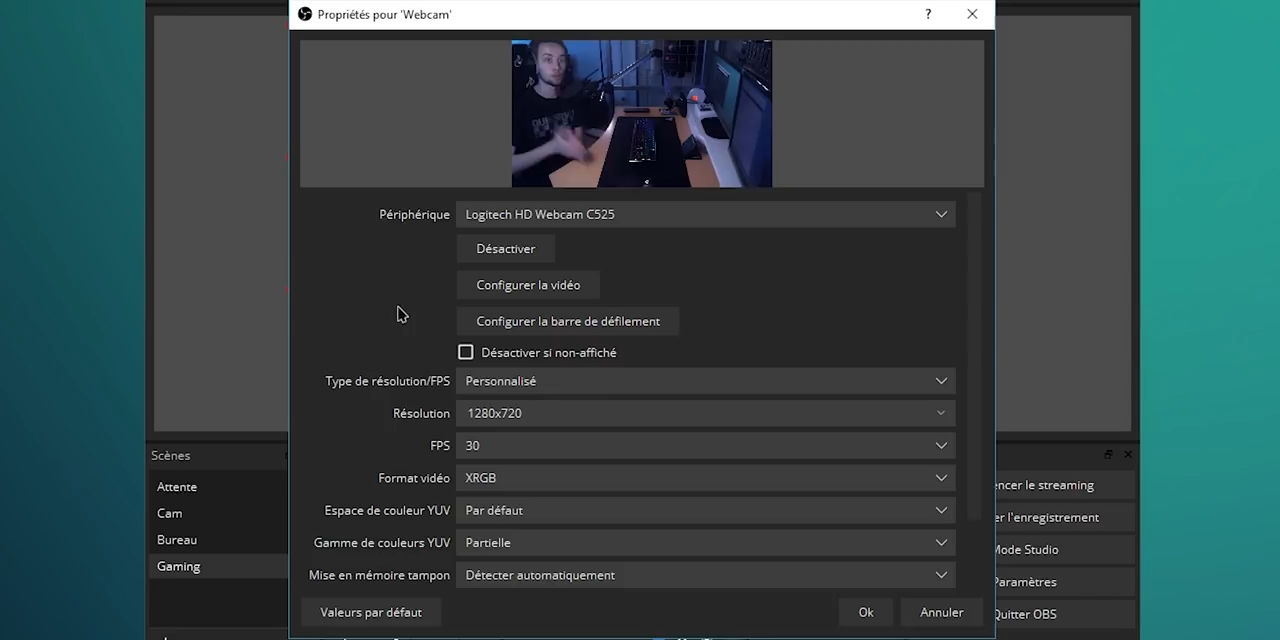 Propriétés pour 'Webcam'
?
Périphérique
Logitech HD Webcam C525
Désactiver
Configurer la vidéo
Configurer la barre de défilement
Désactiver si non-affiché
Type de résolution/FPS
Personnalisé
Résolution
1280x720
FPS
30
Format vidéo
XRGB
Espace de couleur YUV
Par défaut
Gamme de couleurs YUV
Partielle
Mise en mémoire tampon
Détecter automatiquement
Valeurs par défaut
Ok
Annuler
Scènes
Attente
Cam
Bureau
Gaming
encer le streaming
er l'enregistrement
Mode Studio
Paramètres
Quitter OBS